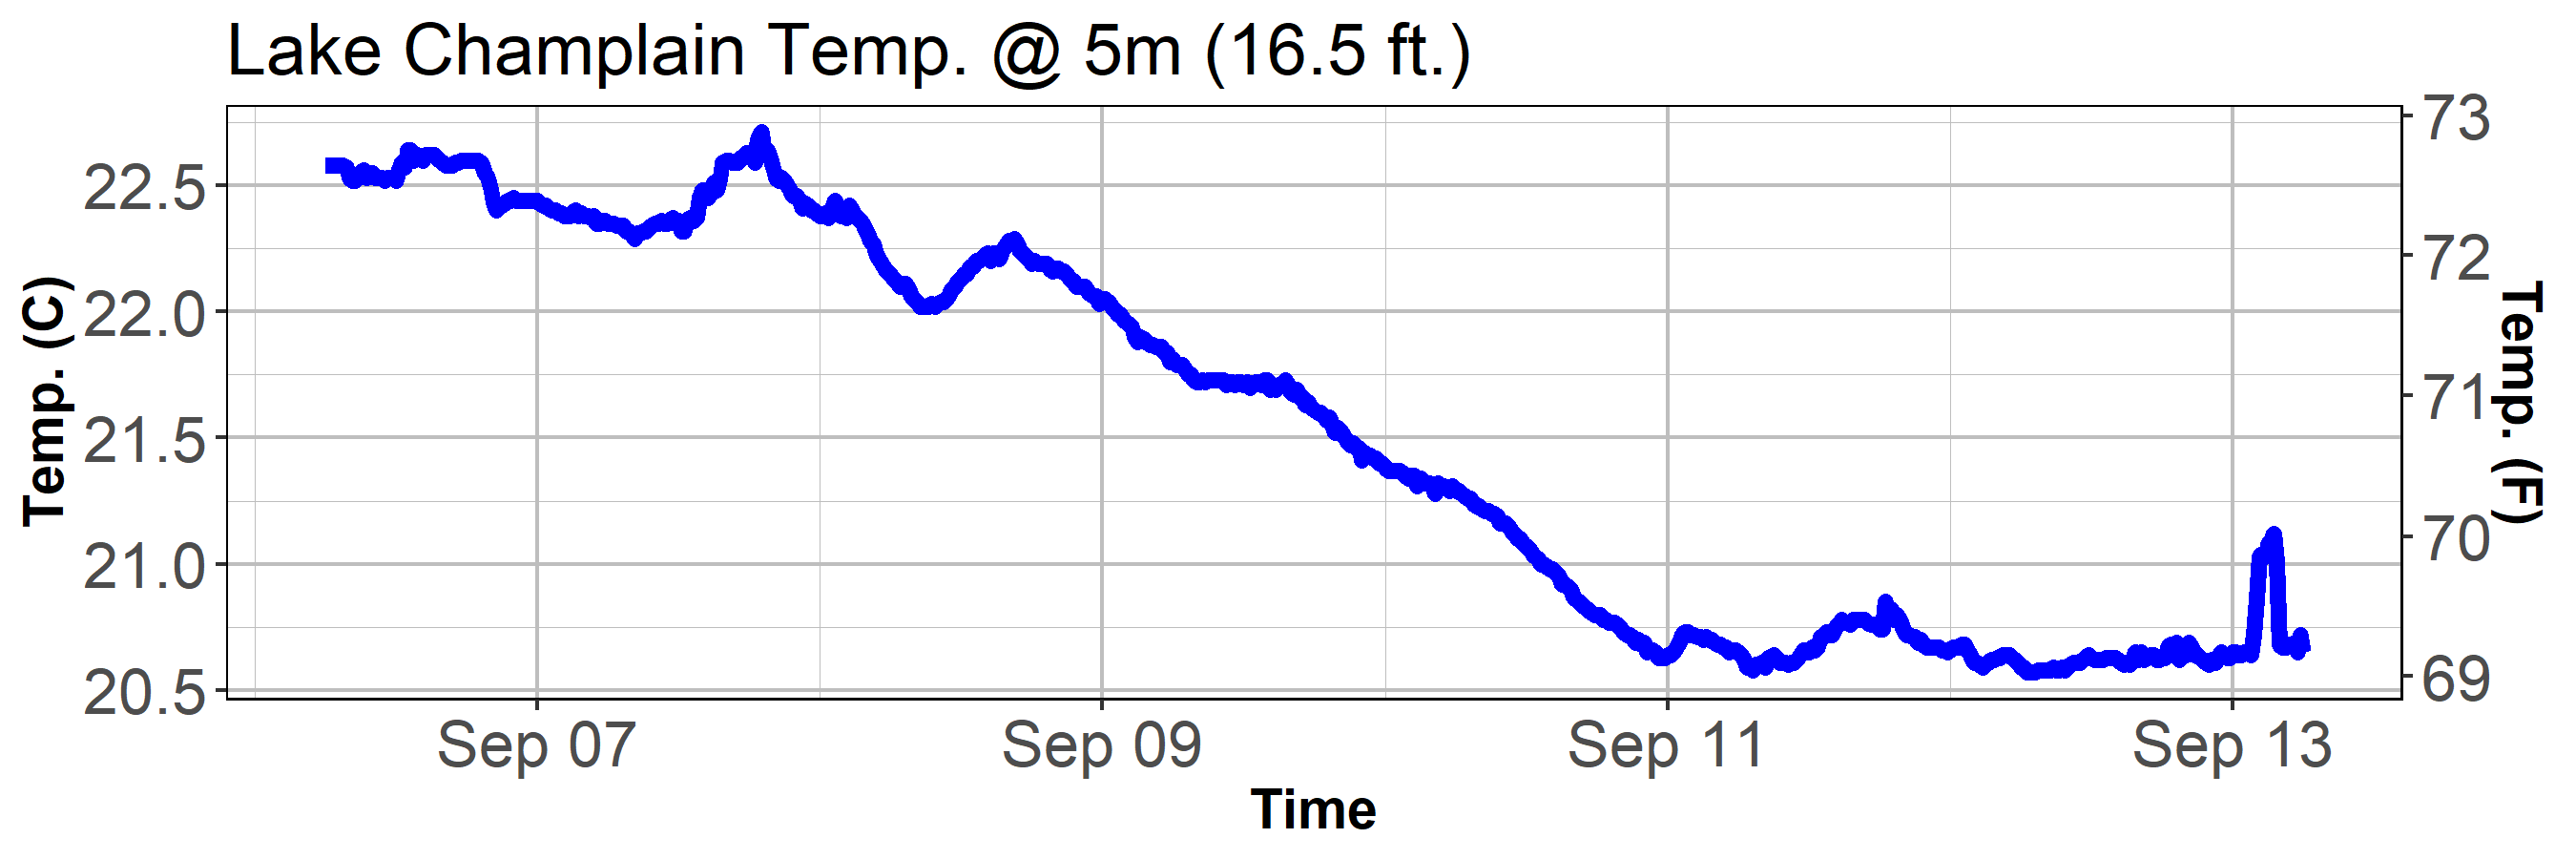 Lake Champlain Temp. @ 5m (16.5 ft.)
Temp. (C)
22.5
22.0
21.5
21.0
20.5
73
72
71
70
69
Temp. (F)
Sep 07 Sep 09 Sep 11 Sep 13
Time